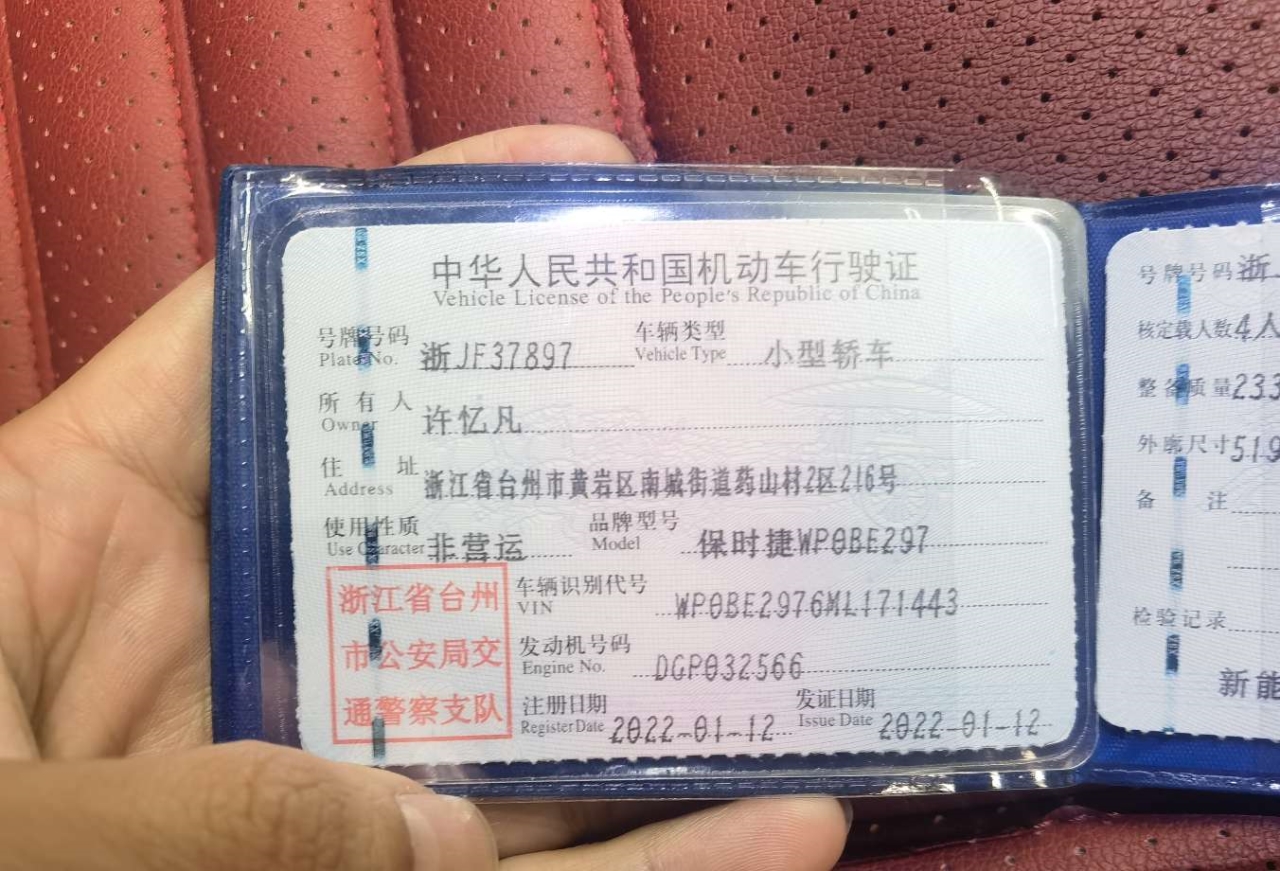 中华人民共和国机动车行驶证
Vehicle License of the People's Republic of China
号牌号码 浙JF37897 车辆类型 小型轿车
Plate No. Vehicle Type
所有人 许忆凡
Owner
住址 浙江省台州市黄岩区南城街道药山村2区216号
Address
使用性质 非营运 品牌型号 保时捷WP0BE297
Use Character Model
浙江省台州
市公安局交
通警察支队
车辆识别代号 WP0BE2976ML171443
VIN
发动机号码 DGP032566
Engine No.
注册日期 2022-01-12 发证日期 2022-01-12
Register Date Issue Date
号牌号码 浙
核定载人数 4人
整备质量 233
外廓尺寸 519
备注
检验记录
新能